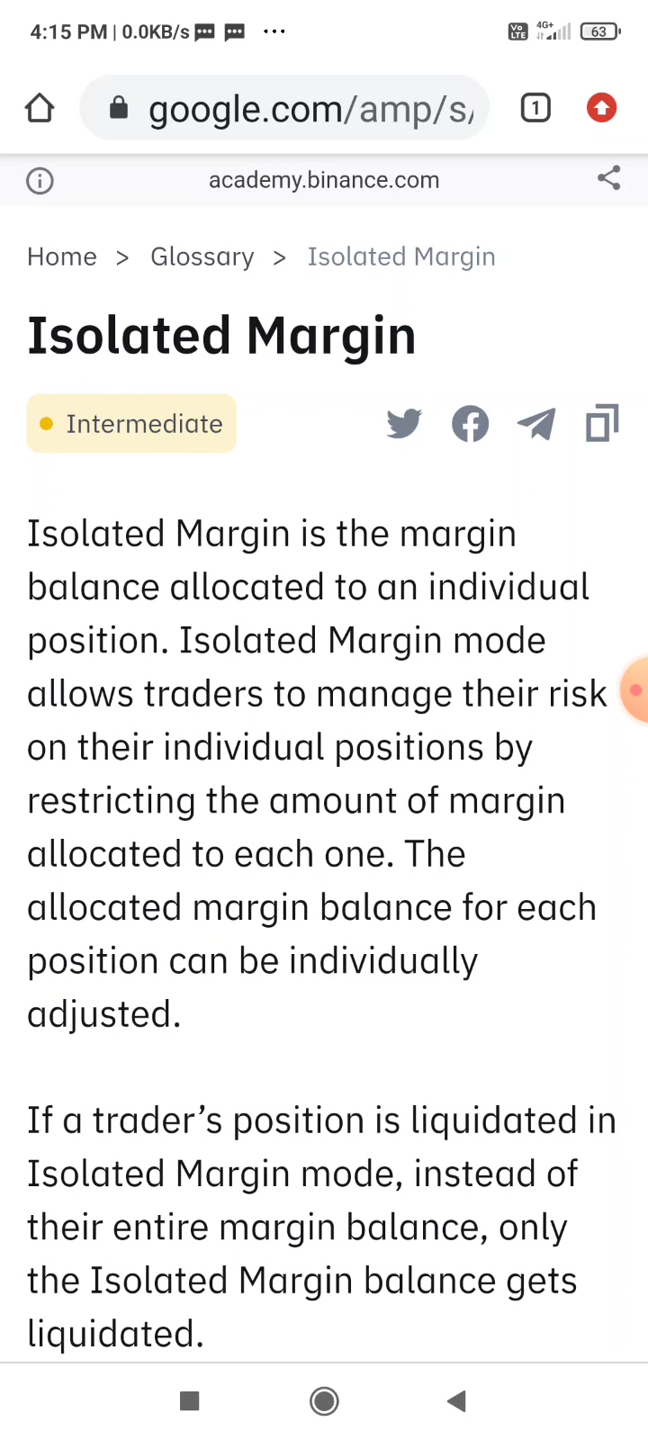 4:15 PM | 0.0KB/s ...
Vo LTE 4G+ 63
google.com/amp/s/
1
academy.binance.com
Home > Glossary > Isolated Margin
Isolated Margin
Intermediate
Isolated Margin is the margin
balance allocated to an individual
position. Isolated Margin mode
allows traders to manage their risk
on their individual positions by
restricting the amount of margin
allocated to each one. The
allocated margin balance for each
position can be individually
adjusted.
If a trader’s position is liquidated in
Isolated Margin mode, instead of
their entire margin balance, only
the Isolated Margin balance gets
liquidated.